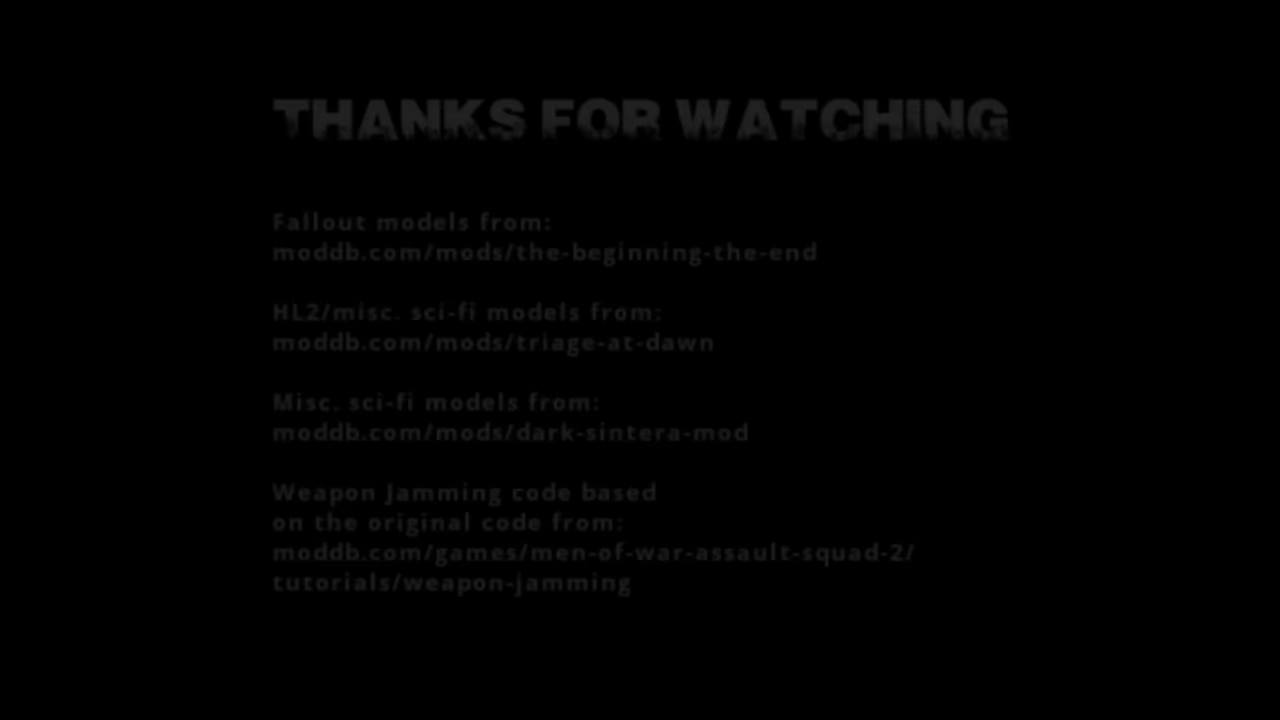 THANKS FOR WATCHING
Fallout models from:
moddb.com/mods/the-beginning-the-end
HL2/misc. sci-fi models from:
moddb.com/mods/triage-at-dawn
Misc. sci-fi models from:
moddb.com/mods/dark-sintera-mod
Weapon Jamming code based
on the original code from:
moddb.com/games/men-of-war-assault-squad-2/
tutorials/weapon-jamming